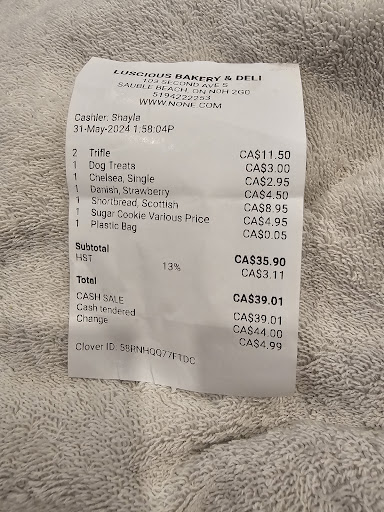 LUSCIOUS BAKERY & DELI
103 SECOND AVE S
SAUBLE BEACH, ON N0H 2G0
5194222253
WWW.NONE.COM
Cashier: Shayla
31-May-2024 1:58:04P
2 Trifle CA$11.50
1 Dog Treats CA$3.00
1 Chelsea, Single CA$2.95
1 Danish, Strawberry CA$4.50
1 Shortbread, Scottish CA$8.95
1 Sugar Cookie Various Price CA$4.95
1 Plastic Bag CA$0.05
Subtotal CA$35.90
HST 13% CA$3.11
Total CA$39.01
CASH SALE CA$39.01
Cash tendered CA$44.00
Change CA$4.99
Clover ID: